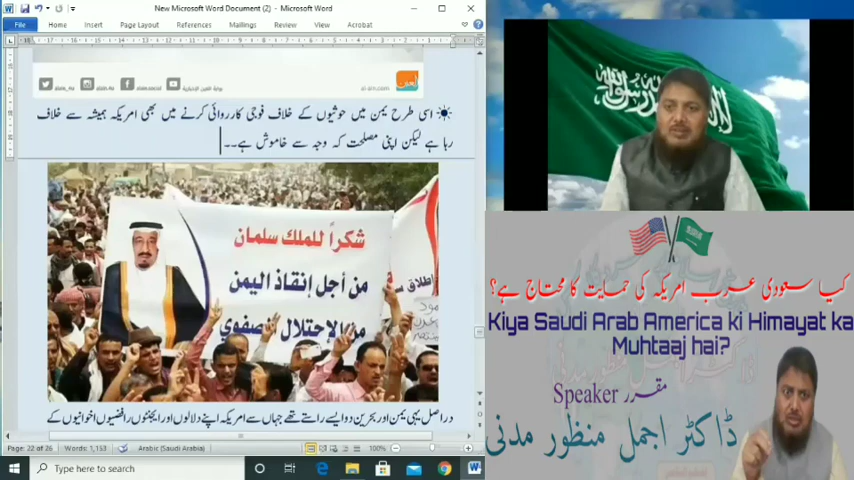 New Microsoft Word Document (2) - Microsoft Word
File
Home
Insert
Page Layout
References
Mailings
Review
View
Acrobat
اسی طرح یمن میں حوثیوں کے خلاف فوجی کارروائی کرنے میں بھی امریکہ ہمیشہ سے خلاف
رہا ہے لیکن اپنی مصلحت کہ وجہ سے خاموش ہے۔۔
شكراً للملك سلمان
من أجل إنقاذ اليمن
من الإحتلال الصفوي
در اصل یہی یمن اور بحرین دو ایسے راستے تھے جہاں سے امریکہ اپنے دلالوں اور ایجنٹوں رافضیوں اخوانیوں کے
Page: 22 of 26
Words: 1,153
Arabic (Saudi Arabia)
100%
Type here to search
کیا سعودی عرب امریکہ کی حمایت کا محتاج ہے؟
Kiya Saudi Arab America ki Himayat ka
Muhtaaj hai?
Speaker مقرر
ڈاکٹر اجمل منظور مدنی